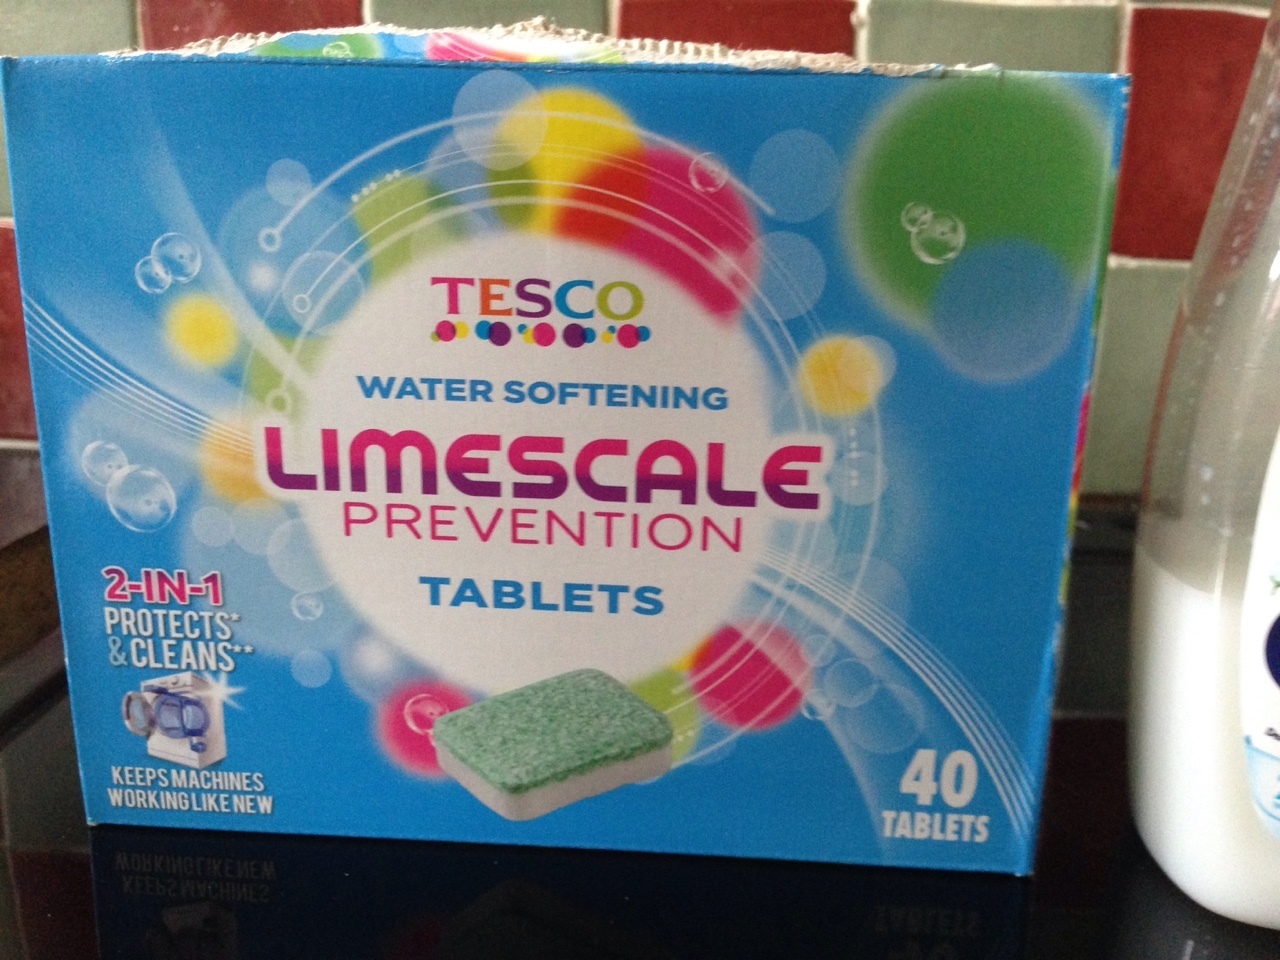 TESCO
WATER SOFTENING
LIMESCALE
PREVENTION
TABLETS
2-IN-1
PROTECTS*
& CLEANS**
KEEPS MACHINES
WORKING LIKE NEW
40
TABLETS